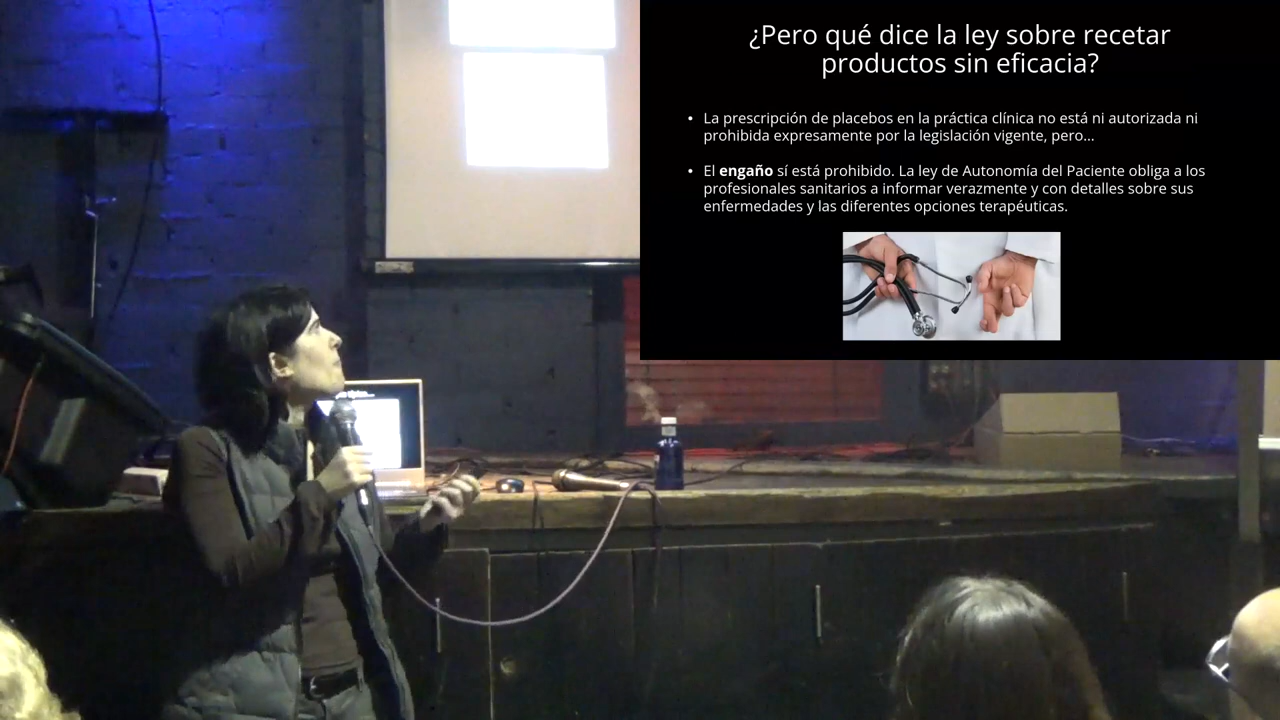 ¿Pero qué dice la ley sobre recetar
productos sin eficacia?
• La prescripción de placebos en la práctica clínica no está ni autorizada ni
prohibida expresamente por la legislación vigente, pero...
• El engaño sí está prohibido. La ley de Autonomía del Paciente obliga a los
profesionales sanitarios a informar verazmente y con detalles sobre sus
enfermedades y las diferentes opciones terapéuticas.